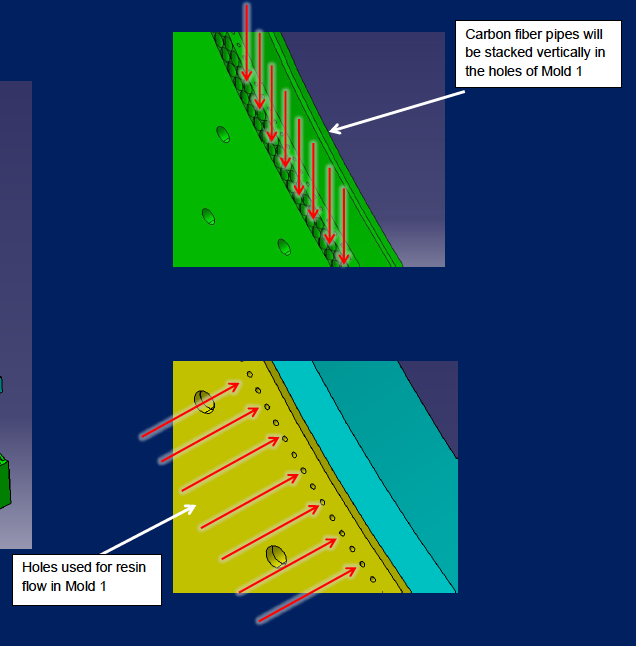 Carbon fiber pipes will
be stacked vertically in
the holes of Mold 1
Holes used for resin
flow in Mold 1